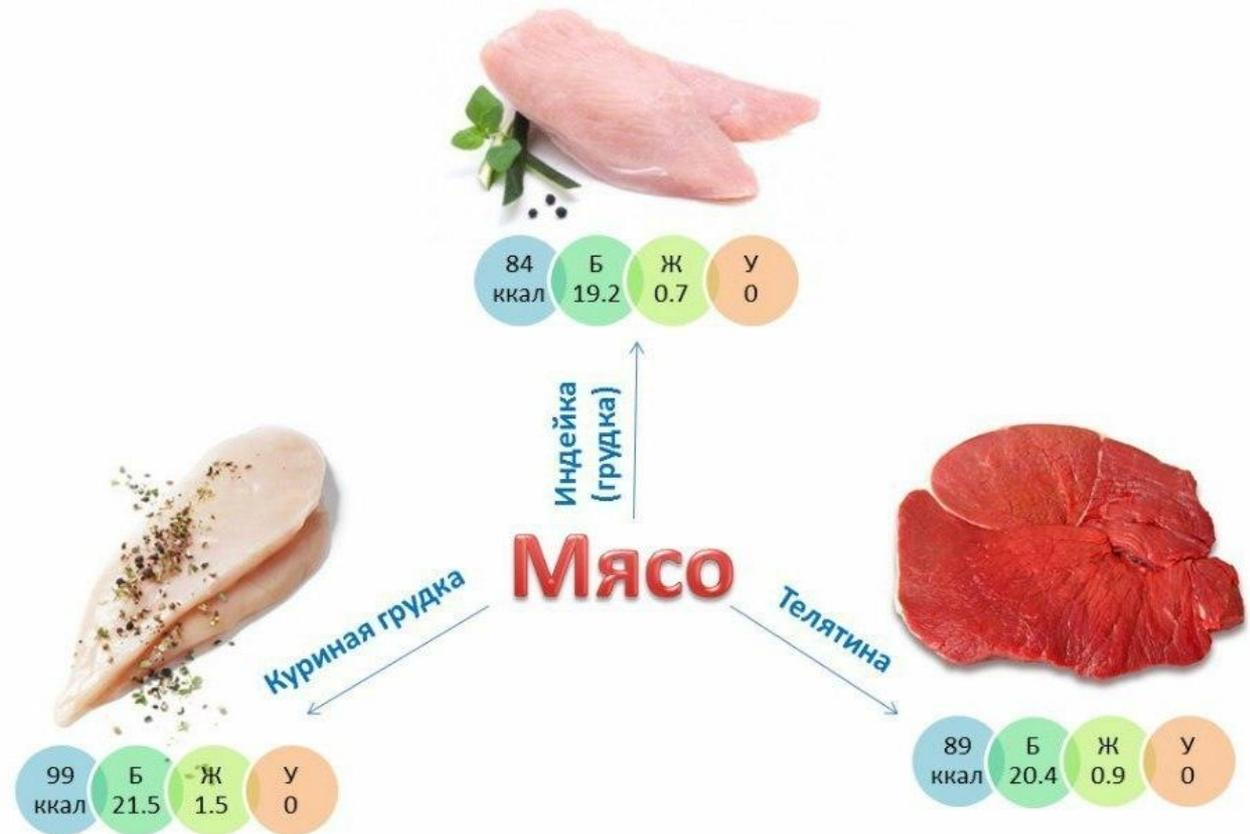 84
ккал
Б
19.2
Ж
0.7
У
0
Индейка
(грудка)
Мясо
Куриная грудка
Телятина
99
ккал
Б
21.5
Ж
1.5
У
0
89
ккал
Б
20.4
Ж
0.9
У
0